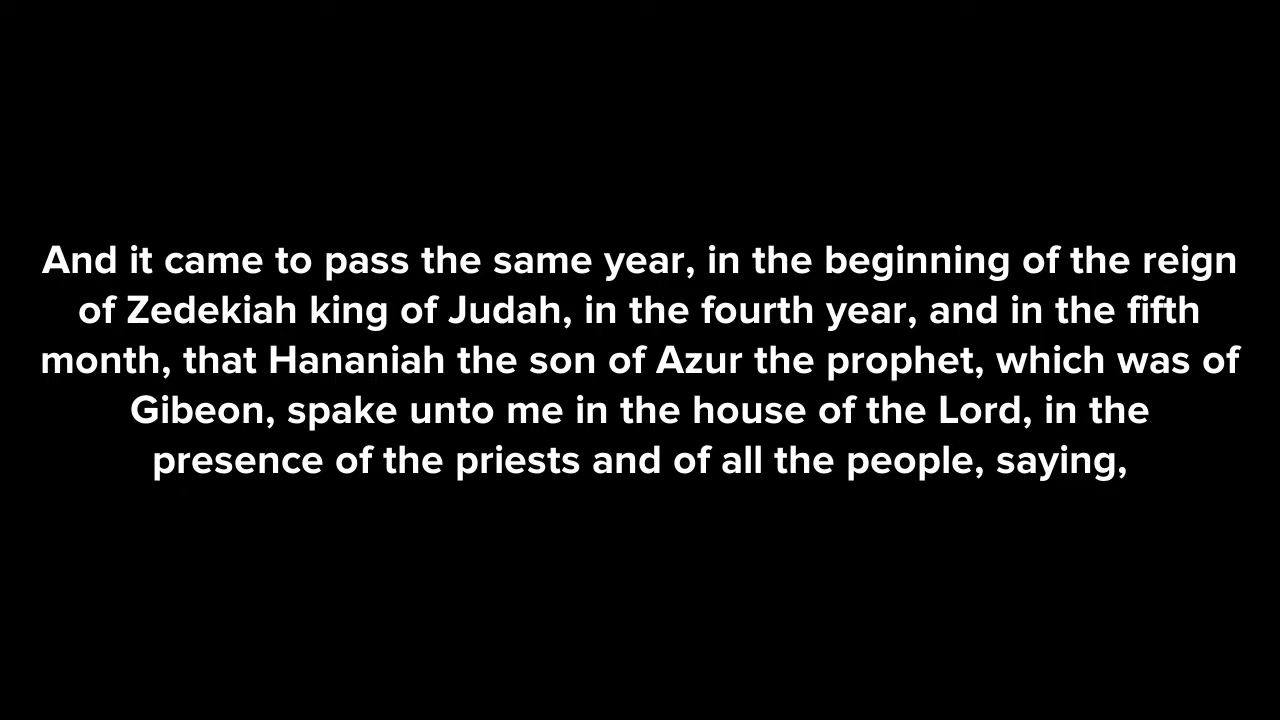 And it came to pass the same year, in the beginning of the reign
of Zedekiah king of Judah, in the fourth year, and in the fifth
month, that Hananiah the son of Azur the prophet, which was of
Gibeon, spake unto me in the house of the Lord, in the
presence of the priests and of all the people, saying,